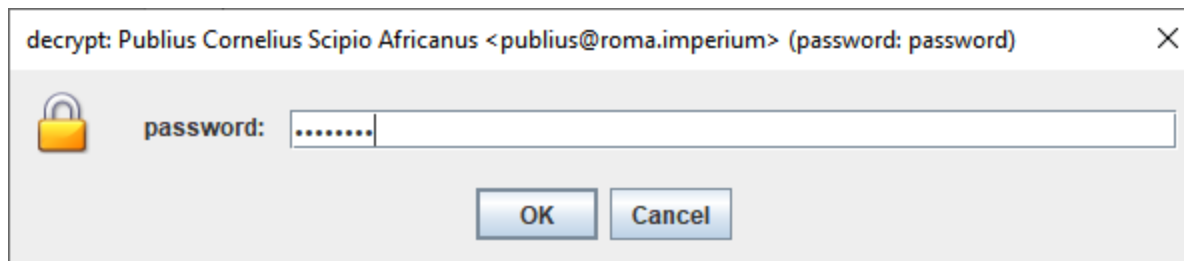 decrypt: Publius Cornelius Scipio Africanus <publius@roma.imperium> (password: password)
password: ••••••••
OK Cancel